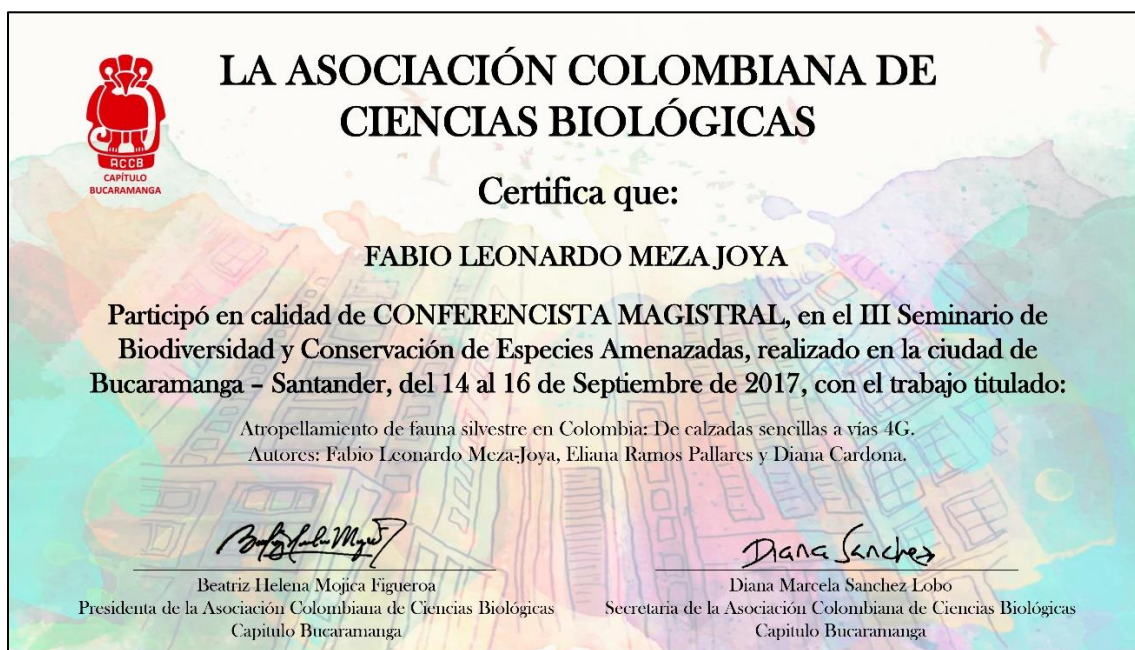 LA ASOCIACIÓN COLOMBIANA DE
CIENCIAS BIOLÓGICAS
ACCB
CAPÍTULO
BUCARAMANGA
Certifica que:
FABIO LEONARDO MEZA JOYA
Participó en calidad de CONFERENCISTA MAGISTRAL, en el III Seminario de
Biodiversidad y Conservación de Especies Amenazadas, realizado en la ciudad de
Bucaramanga – Santander, del 14 al 16 de Septiembre de 2017, con el trabajo titulado:
Atropellamiento de fauna silvestre en Colombia: De calzadas sencillas a vías 4G.
Autores: Fabio Leonardo Meza-Joya, Eliana Ramos Pallares y Diana Cardona.
Diana Sanchez
Beatriz Helena Mojica Figueroa
Presidenta de la Asociación Colombiana de Ciencias Biológicas
Capitulo Bucaramanga
Diana Marcela Sanchez Lobo
Secretaria de la Asociación Colombiana de Ciencias Biológicas
Capitulo Bucaramanga